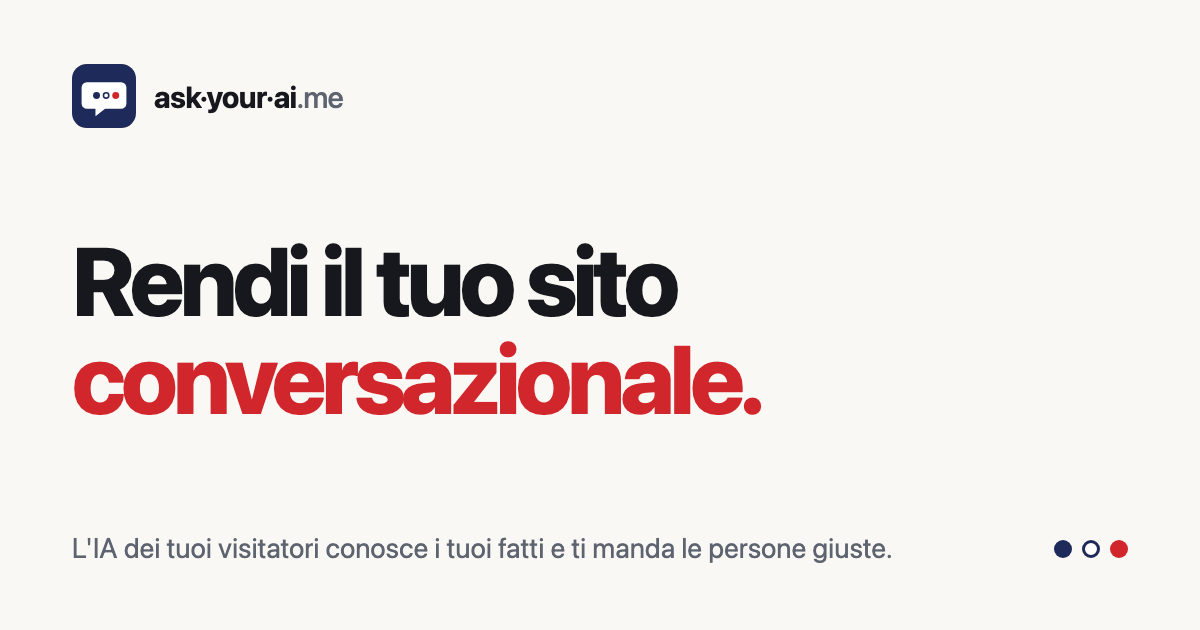 ask·your·ai.me
Rendi il tuo sito
conversazionale.
L'IA dei tuoi visitatori conosce i tuoi fatti e ti manda le persone giuste.